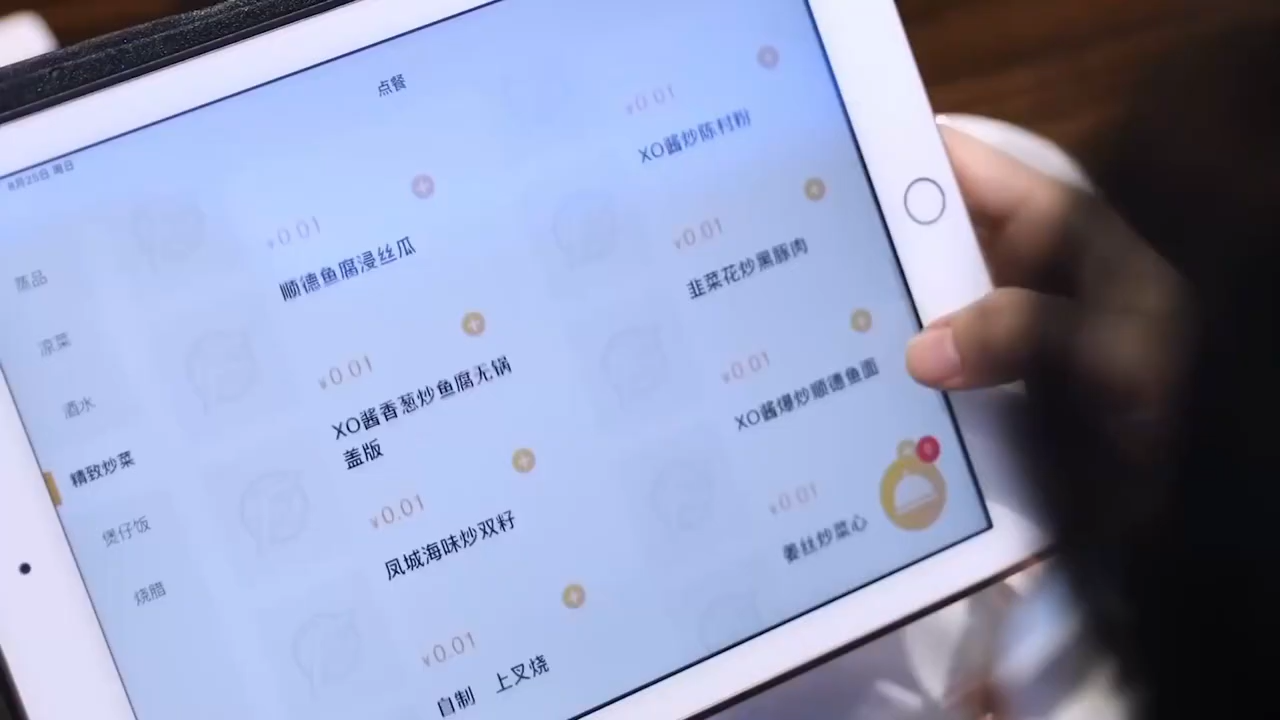 8月25日 周日
点餐
蒸品
凉菜
酒水
精致炒菜
煲仔饭
烧腊
¥0.01
顺德鱼腐浸丝瓜
¥0.01
XO酱香葱炒鱼腐无锅
盖版
¥0.01
凤城海味炒双籽
¥0.01
自制 上叉烧
¥0.01
XO酱炒陈村粉
¥0.01
韭菜花炒黑豚肉
¥0.01
XO酱爆炒顺德鱼面
¥0.01
姜丝炒菜心